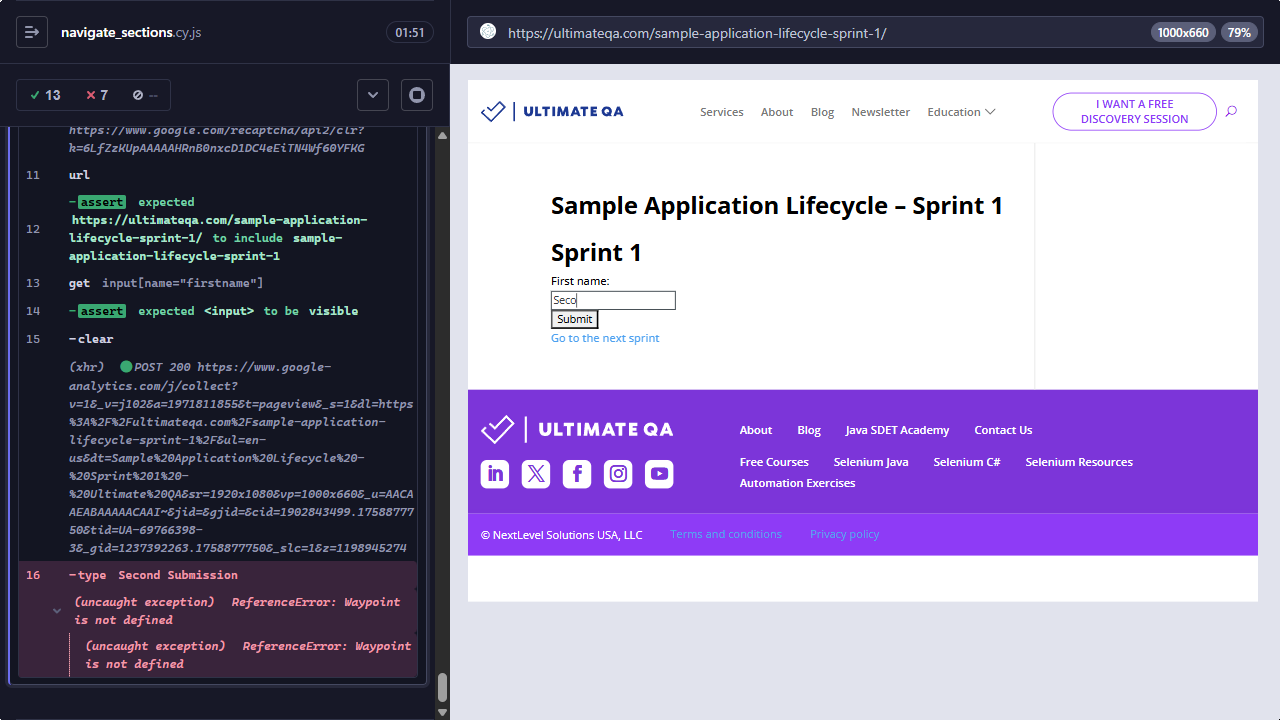 navigate_sections.cy.js
01:51
13
7
--
https://www.google.com/recaptcha/api2/clr?
k=6LfZzKUpAAAAAHRnB0nxcD1DC4eEiTN4Wf60YFKG
11 url
-assert expected
https://ultimateqa.com/sample-application-
12
lifecycle-sprint-1/ to include sample-
application-lifecycle-sprint-1
13 get input[name="firstname"]
14 -assert expected <input> to be visible
15 -clear
(xhr) POST 200 https://www.google-
analytics.com/j/collect?
v=1&_v=j102&a=1971811855&t=pageview&_s=1&dl=https
%3A%2F%2Fultimateqa.com%2Fsample-application-
lifecycle-sprint-1%2F&ul=en-
us&dt=Sample%20Application%20Lifecycle%20-
%20Sprint%201%20-
%20Ultimate%20QA&sr=1920x1080&vp=1000x660&_u=AACA
AEABAAAAACAAI~&jid=&gjid=&cid=1902843499.17588777
50&tid=UA-69766398-
3&_gid=1237392263.1758877750&_slc=1&z=1198945274
16 -type Second Submission
(uncaught exception) ReferenceError: Waypoint
is not defined
(uncaught exception) ReferenceError: Waypoint
is not defined
https://ultimateqa.com/sample-application-lifecycle-sprint-1/
1000x660
79%
ULTIMATE QA
Services
About
Blog
Newsletter
Education
I WANT A FREE
DISCOVERY SESSION
Sample Application Lifecycle – Sprint 1
Sprint 1
First name:
Seco
Submit
Go to the next sprint
ULTIMATE QA
About
Blog
Java SDET Academy
Contact Us
Free Courses
Selenium Java
Selenium C#
Selenium Resources
Automation Exercises
© NextLevel Solutions USA, LLC
Terms and conditions
Privacy policy